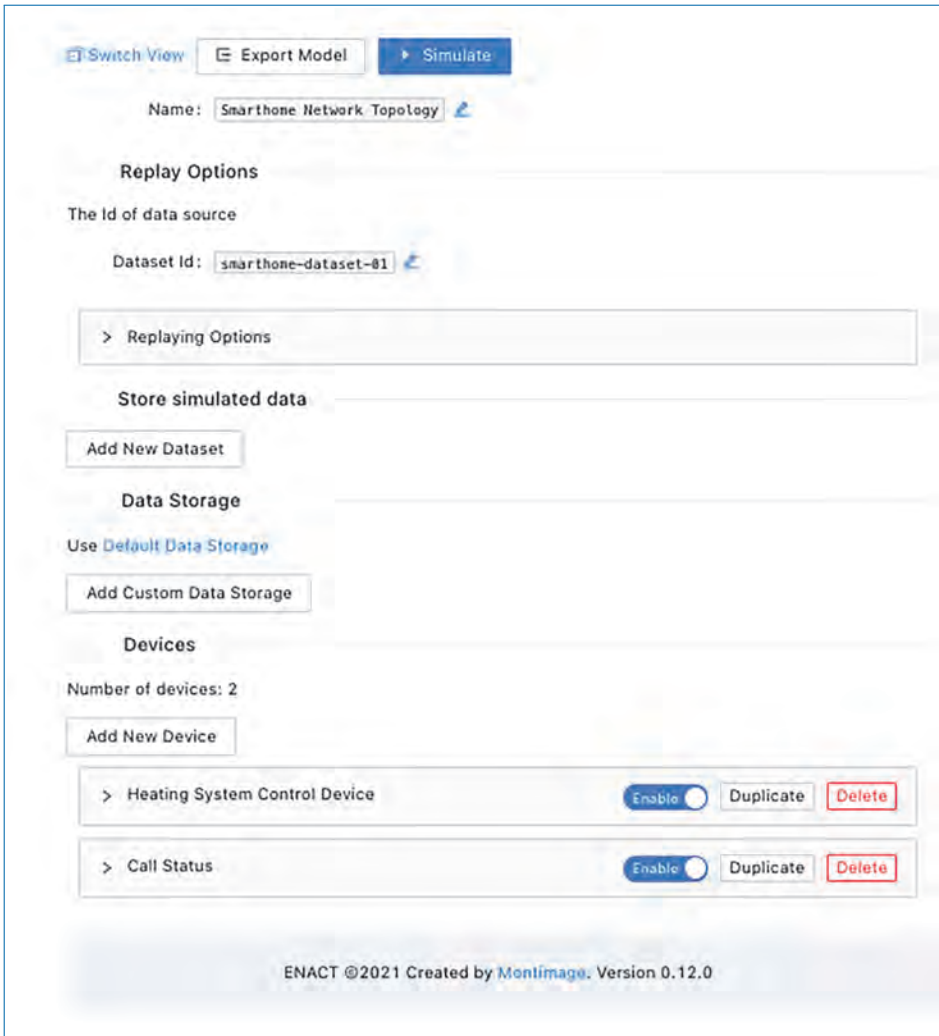 Switch View Export Model Simulate
Name: Smarthome Network Topology
Replay Options
The Id of data source
Dataset Id: smarthome-dataset-01
> Replaying Options
Store simulated data
Add New Dataset
Data Storage
Use Default Data Storage
Add Custom Data Storage
Devices
Number of devices: 2
Add New Device
> Heating System Control Device Enable Duplicate Delete
> Call Status Enable Duplicate Delete
ENACT ©2021 Created by Montimage. Version 0.12.0